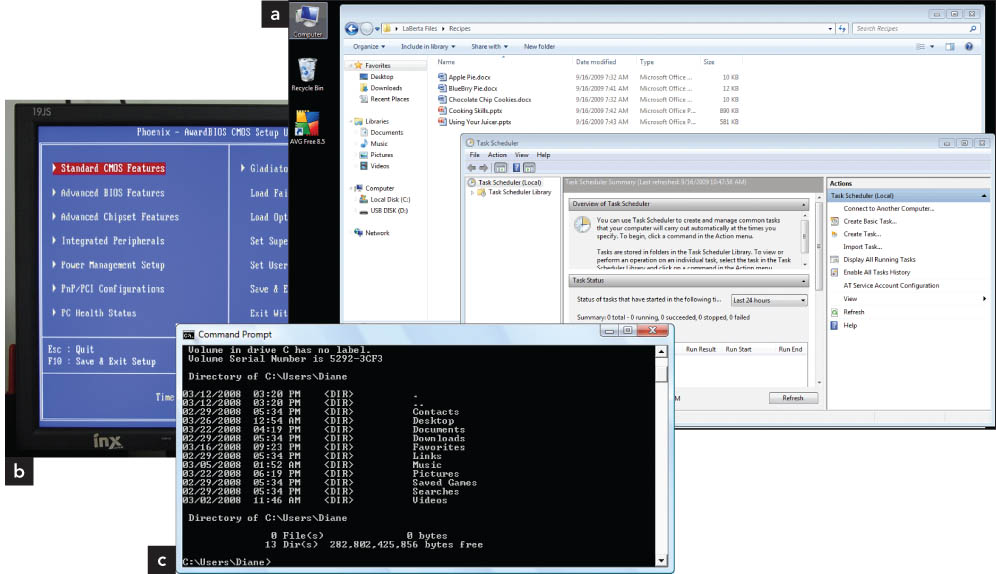 a
Computer
Recycle Bin
AVG Free 8.5
LaBerta Files ▸ Recipes
Search Recipes
Organize ▾ Include in library ▾ Share with ▾ New folder
Favorites
Desktop
Downloads
Recent Places
Libraries
Documents
Music
Pictures
Videos
Computer
Local Disk (C:)
USB DISK (D:)
Network
Name Date modified Type Size
Apple Pie.docx 9/16/2009 7:32 AM Microsoft Office ... 10 KB
BlueBrry Pie.docx 9/16/2009 7:41 AM Microsoft Office ... 12 KB
Chocolate Chip Cookies.docx 9/16/2009 7:32 AM Microsoft Office ... 10 KB
Cooking Skills.pptx 9/16/2009 7:42 AM Microsoft Office P... 890 KB
Using Your Juicer.pptx 9/16/2009 7:43 AM Microsoft Office P... 581 KB
Task Scheduler
File Action View Help
Task Scheduler (Local)
Task Scheduler Library
Task Scheduler Summary (Last refreshed: 9/16/2009 10:47:58 AM)
Overview of Task Scheduler
You can use Task Scheduler to create and manage common tasks
that your computer will carry out automatically at the times you
specify. To begin, click a command in the Action menu.
Tasks are stored in folders in the Task Scheduler Library. To view or
perform an operation on an individual task, select the task in the Task
Scheduler Library and click on a command in the Action menu.
Task Status
Status of tasks that have started in the following ti... Last 24 hours
Summary: 0 total - 0 running, 0 succeeded, 0 stopped, 0 failed
Run Result Run Start Run End
M Refresh
Actions
Task Scheduler (Local)
Connect to Another Computer...
Create Basic Task...
Create Task...
Import Task...
Display All Running Tasks
Enable All Tasks History
AT Service Account Configuration
View
Refresh
Help
19JS
Phoenix - AwardBIOS CMOS Setup U
Standard CMOS Features
Advanced BIOS Features
Advanced Chipset Features
Integrated Peripherals
Power Management Setup
PnP/PCI Configurations
PC Health Status
Gladiato
Load Fai
Load Opt
Set Supe
Set User
Save & E
Exit Wit
Esc : Quit
F10 : Save & Exit Setup
Time
inx
b
Command Prompt
Volume in drive C has no label.
Volume Serial Number is 5292-3CF3
Directory of C:\Users\Diane
03/12/2008 03:20 PM <DIR> .
03/12/2008 03:20 PM <DIR> ..
02/29/2008 05:34 PM <DIR> Contacts
03/26/2008 12:54 AM <DIR> Desktop
03/22/2008 04:19 PM <DIR> Documents
02/29/2008 05:34 PM <DIR> Downloads
03/16/2008 09:23 PM <DIR> Favorites
02/29/2008 05:34 PM <DIR> Links
03/05/2008 01:52 AM <DIR> Music
03/22/2008 06:19 PM <DIR> Pictures
02/29/2008 05:34 PM <DIR> Saved Games
02/29/2008 05:34 PM <DIR> Searches
03/02/2008 11:46 AM <DIR> Videos
Directory of C:\Users\Diane
0 File(s) 0 bytes
13 Dir(s) 282,802,425,856 bytes free
C:\Users\Diane>
c